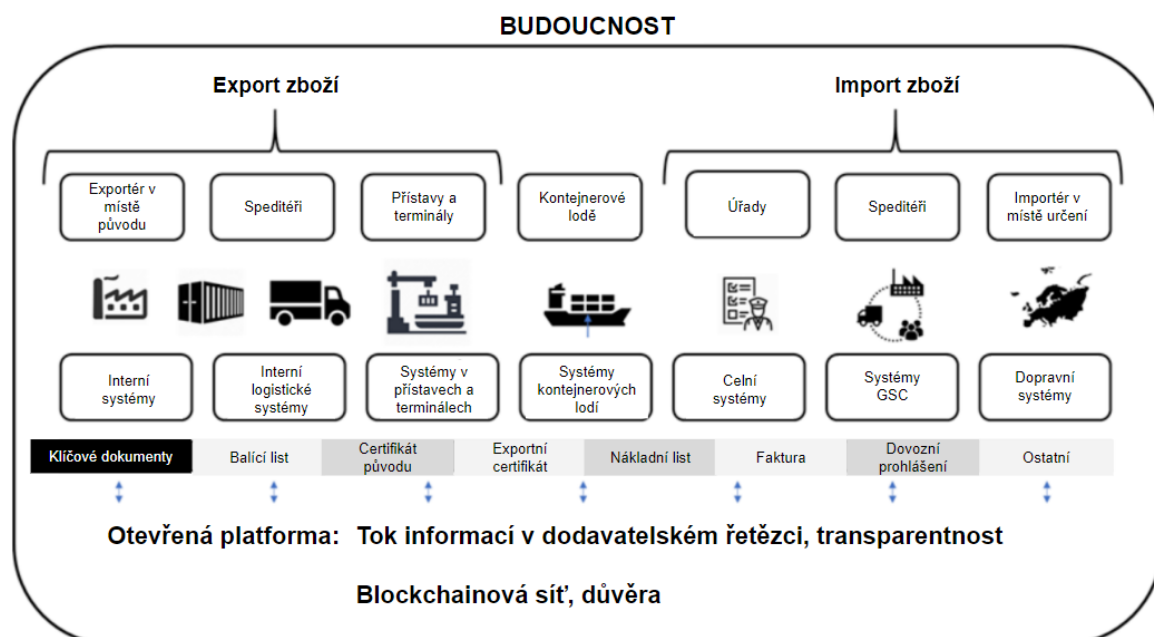 BUDOUCNOST
Export zboží
Import zboží
Exportér v
místě
původu
Speditéři
Přístavy a
terminály
Kontejnerové
lodě
Úřady
Speditéři
Importér v
místě určení
Interní
systémy
Interní
logistické
systémy
Systémy v
přístavech a
terminálech
Systémy
kontejnerových
lodí
Celní
systémy
Systémy
GSC
Dopravní
systémy
Klíčové dokumenty
Balící list
Certifikát
původu
Exportní
certifikát
Nákladní list
Faktura
Dovozní
prohlášení
Ostatní
Otevřená platforma: Tok informací v dodavatelském řetězci, transparentnost
Blockchainová síť, důvěra